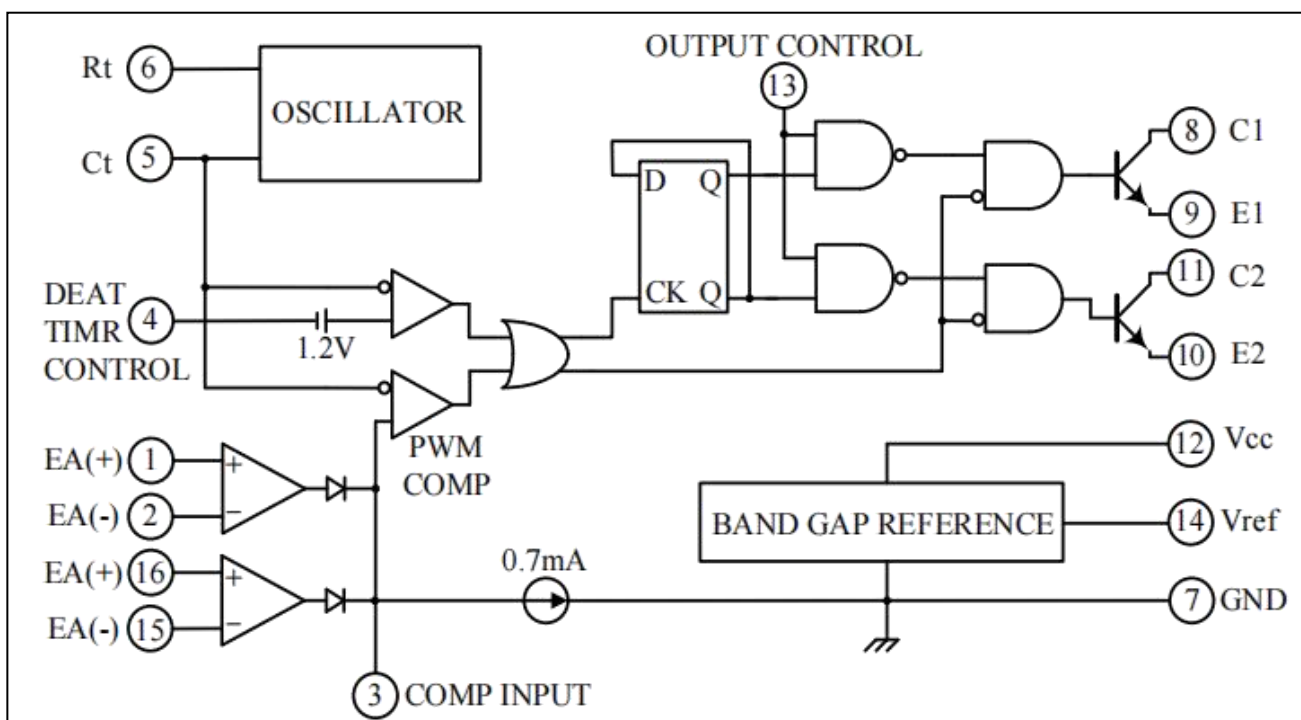 OUTPUT CONTROL
13
Rt 6
OSCILLATOR
Ct 5
8 C1
D Q
9 E1
11 C2
DEAT
TIMR
CONTROL
4
1.2V
CK Q
10 E2
PWM
COMP
EA(+) 1 +
EA(-) 2 −
12 Vcc
BAND GAP REFERENCE
14 Vref
EA(+) 16 +
EA(-) 15 −
0.7mA
7 GND
3 COMP INPUT